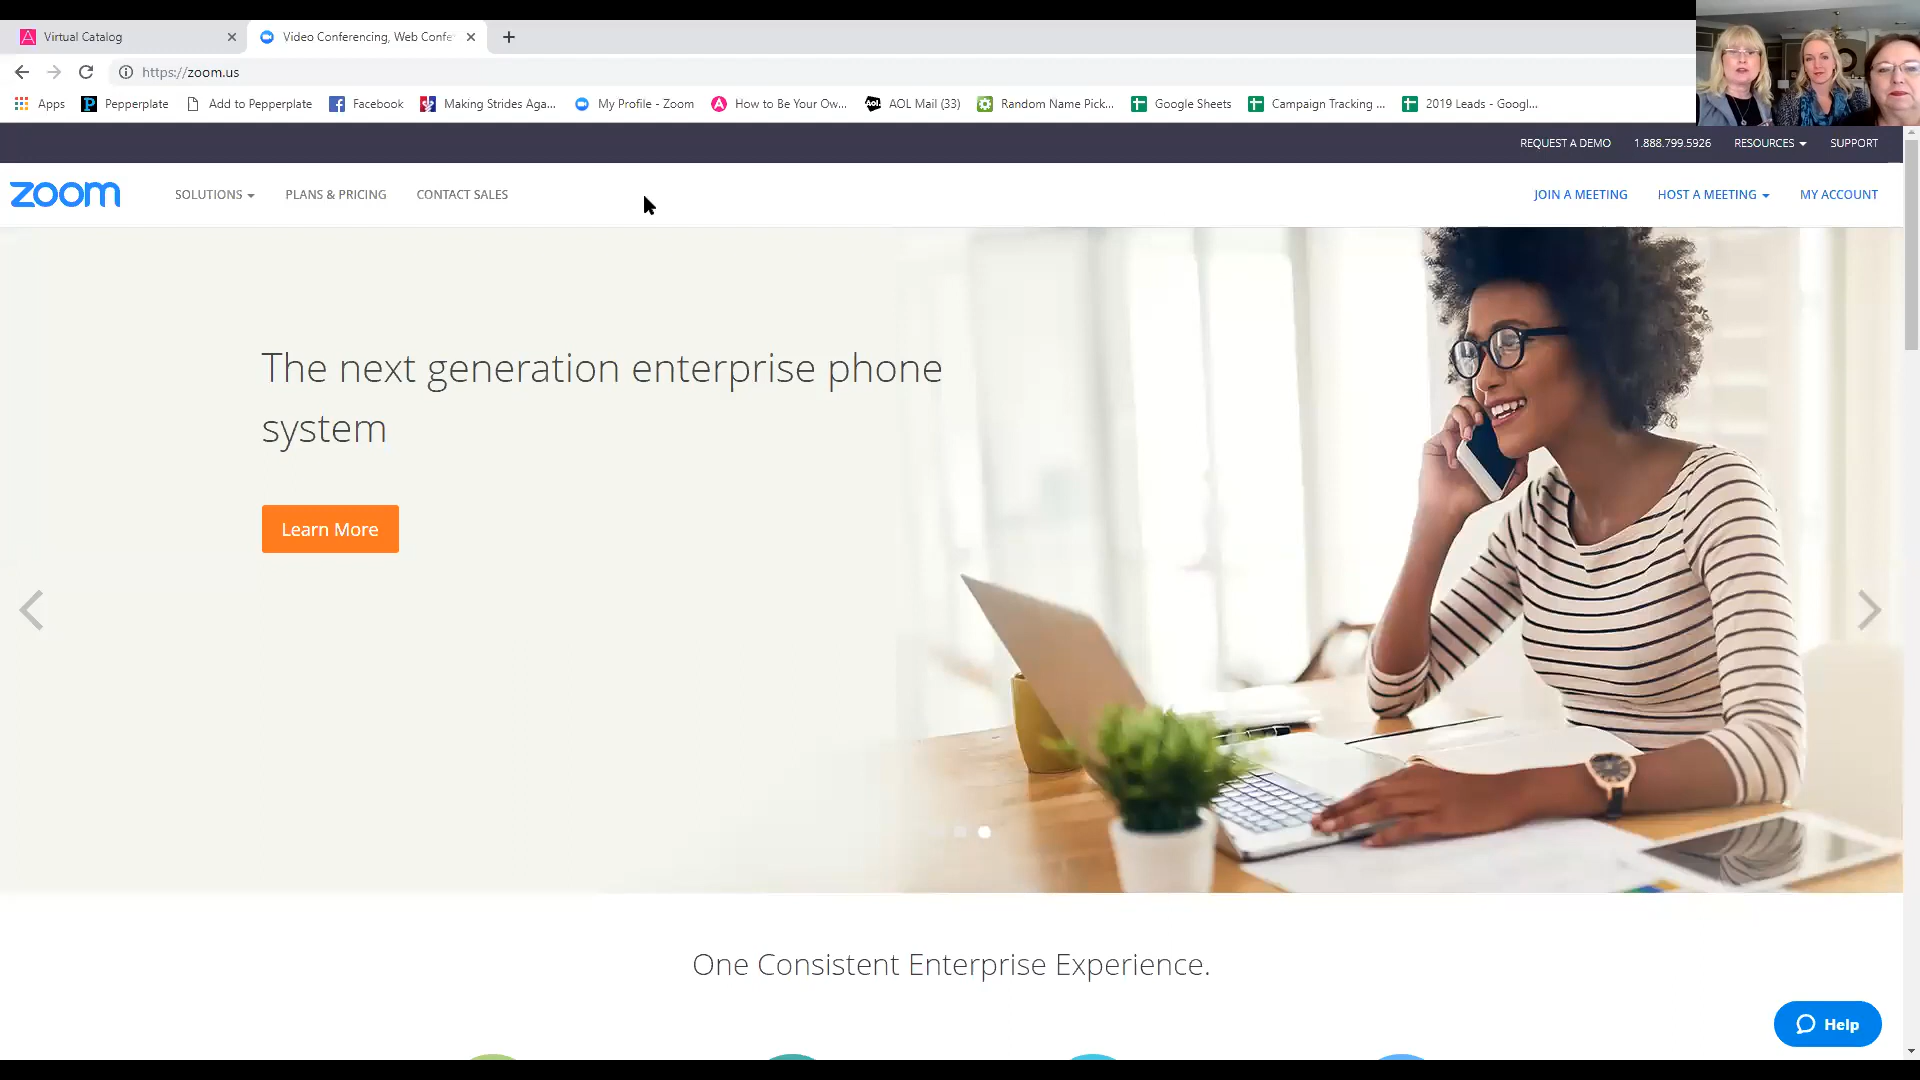 Virtual Catalog
Video Conferencing, Web Confe
https://zoom.us
Apps Pepperplate Add to Pepperplate Facebook Making Strides Aga... My Profile - Zoom How to Be Your Ow... AOL Mail (33) Random Name Pick... Google Sheets Campaign Tracking ... 2019 Leads - Googl...
REQUEST A DEMO 1.888.799.5926 RESOURCES SUPPORT
zoom SOLUTIONS PLANS & PRICING CONTACT SALES JOIN A MEETING HOST A MEETING MY ACCOUNT
The next generation enterprise phone
system
Learn More
One Consistent Enterprise Experience.
Help